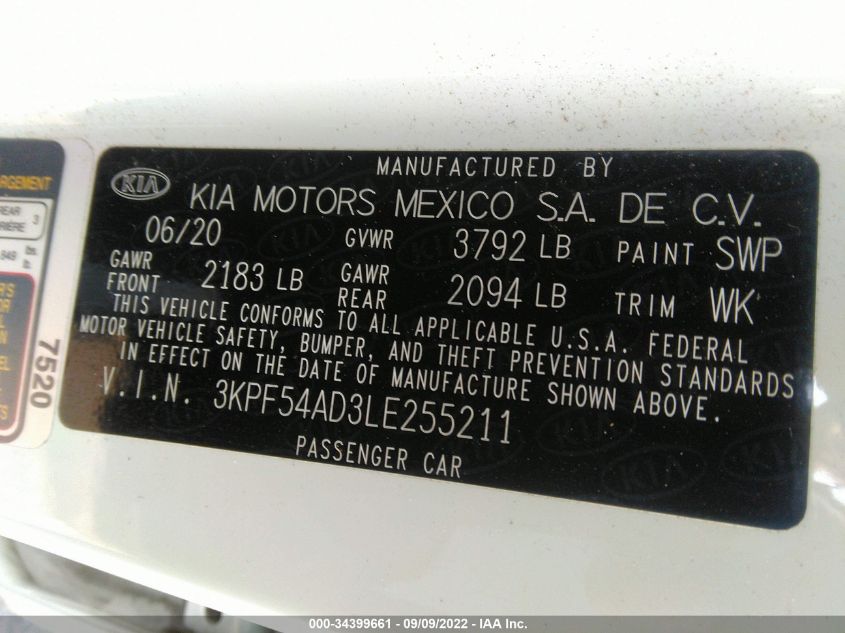 MANUFACTURED BY
KIA KIA MOTORS MEXICO S.A. DE C.V.
06/20 GVWR 3792 LB PAINT SWP
GAWR FRONT 2183 LB GAWR REAR 2094 LB TRIM WK
THIS VEHICLE CONFORMS TO ALL APPLICABLE U.S.A. FEDERAL
MOTOR VEHICLE SAFETY, BUMPER, AND THEFT PREVENTION STANDARDS
IN EFFECT ON THE DATE OF MANUFACTURE SHOWN ABOVE.
V.I.N. 3KPF54AD3LE255211
PASSENGER CAR
REAR 3
7520
000-34399661 - 09/09/2022 - IAA Inc.